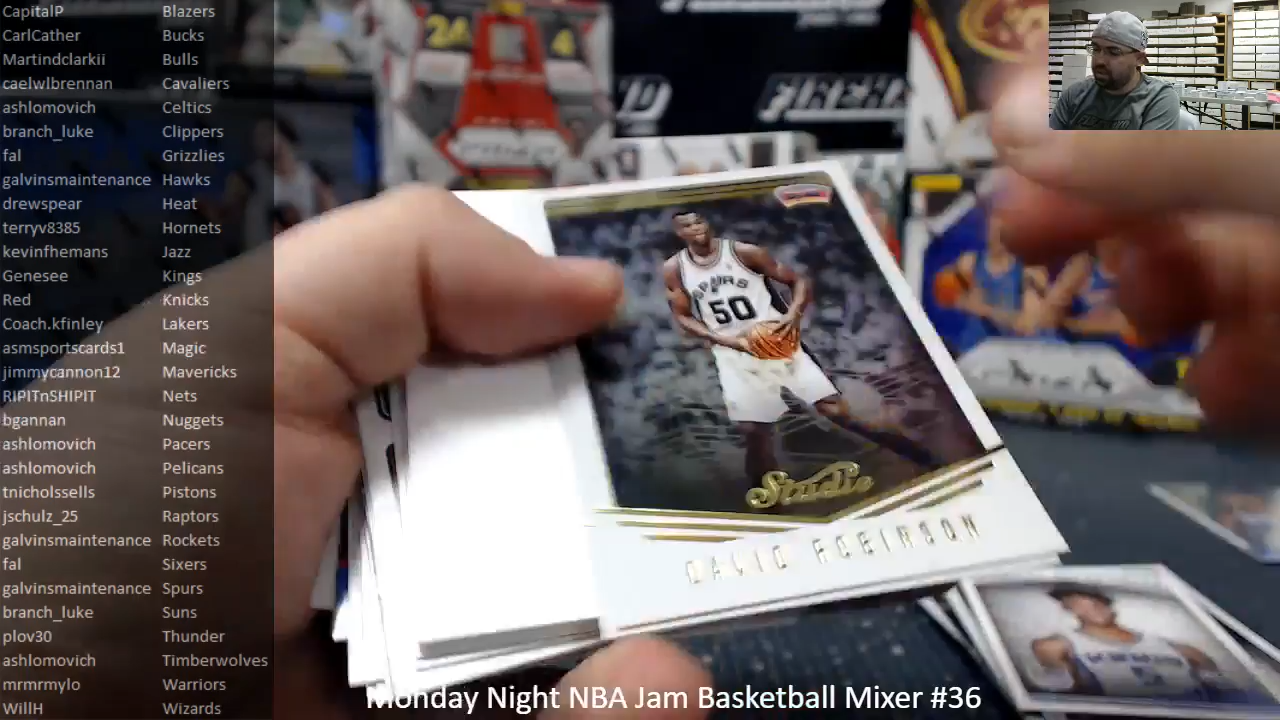 CapitalP Blazers
CarlCather Bucks
Martindclarkii Bulls
caelwlbrennan Cavaliers
ashlomovich Celtics
branch_luke Clippers
fal Grizzlies
galvinsmaintenance Hawks
drewspear Heat
terryv8385 Hornets
kevinfhemans Jazz
Genesee Kings
Red Knicks
Coach.kfinley Lakers
asmsportscards1 Magic
jimmycannon12 Mavericks
RIPITnSHIPIT Nets
bgannan Nuggets
ashlomovich Pacers
ashlomovich Pelicans
tnicholssells Pistons
jschulz_25 Raptors
galvinsmaintenance Rockets
fal Sixers
galvinsmaintenance Spurs
branch_luke Suns
plov30 Thunder
ashlomovich Timberwolves
mrmrmylo Warriors
WillH Wizards
24
4
SPURS
50
Studio
DAVID ROBINSON
Monday Night NBA Jam Basketball Mixer #36